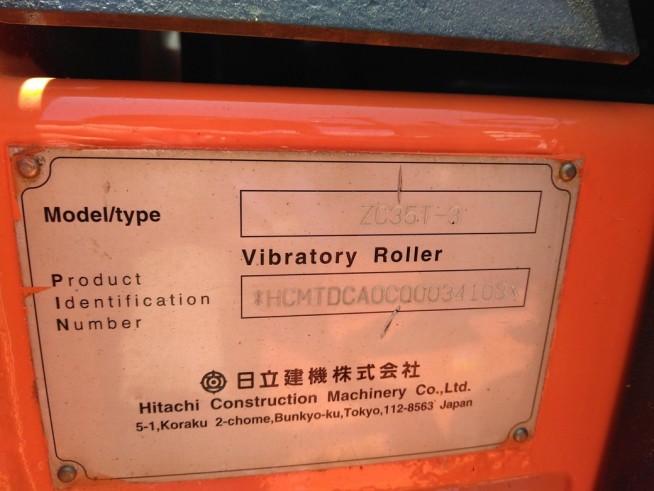 Model/type ZC35T-3
Vibratory Roller
Product
Identification
Number
*HCMTDCA0C00034103*
日立建機株式会社
Hitachi Construction Machinery Co.,Ltd.
5-1,Koraku 2-chome,Bunkyo-ku,Tokyo,112-8563 Japan